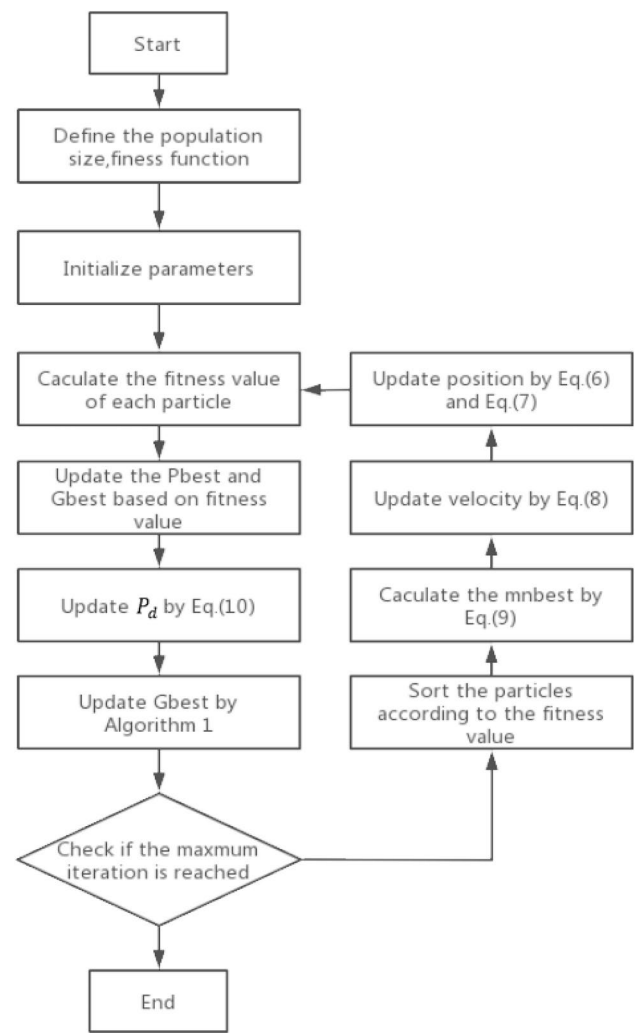 Start
Define the population
size,finess function
Initialize parameters
Caculate the fitness value
of each particle
Update the Pbest and
Gbest based on fitness
value
Update P_d by Eq.(10)
Update Gbest by
Algorithm 1
Check if the maxmum
iteration is reached
End
Update position by Eq.(6)
and Eq.(7)
Update velocity by Eq.(8)
Caculate the mnbest by
Eq.(9)
Sort the particles
according to the fitness
value